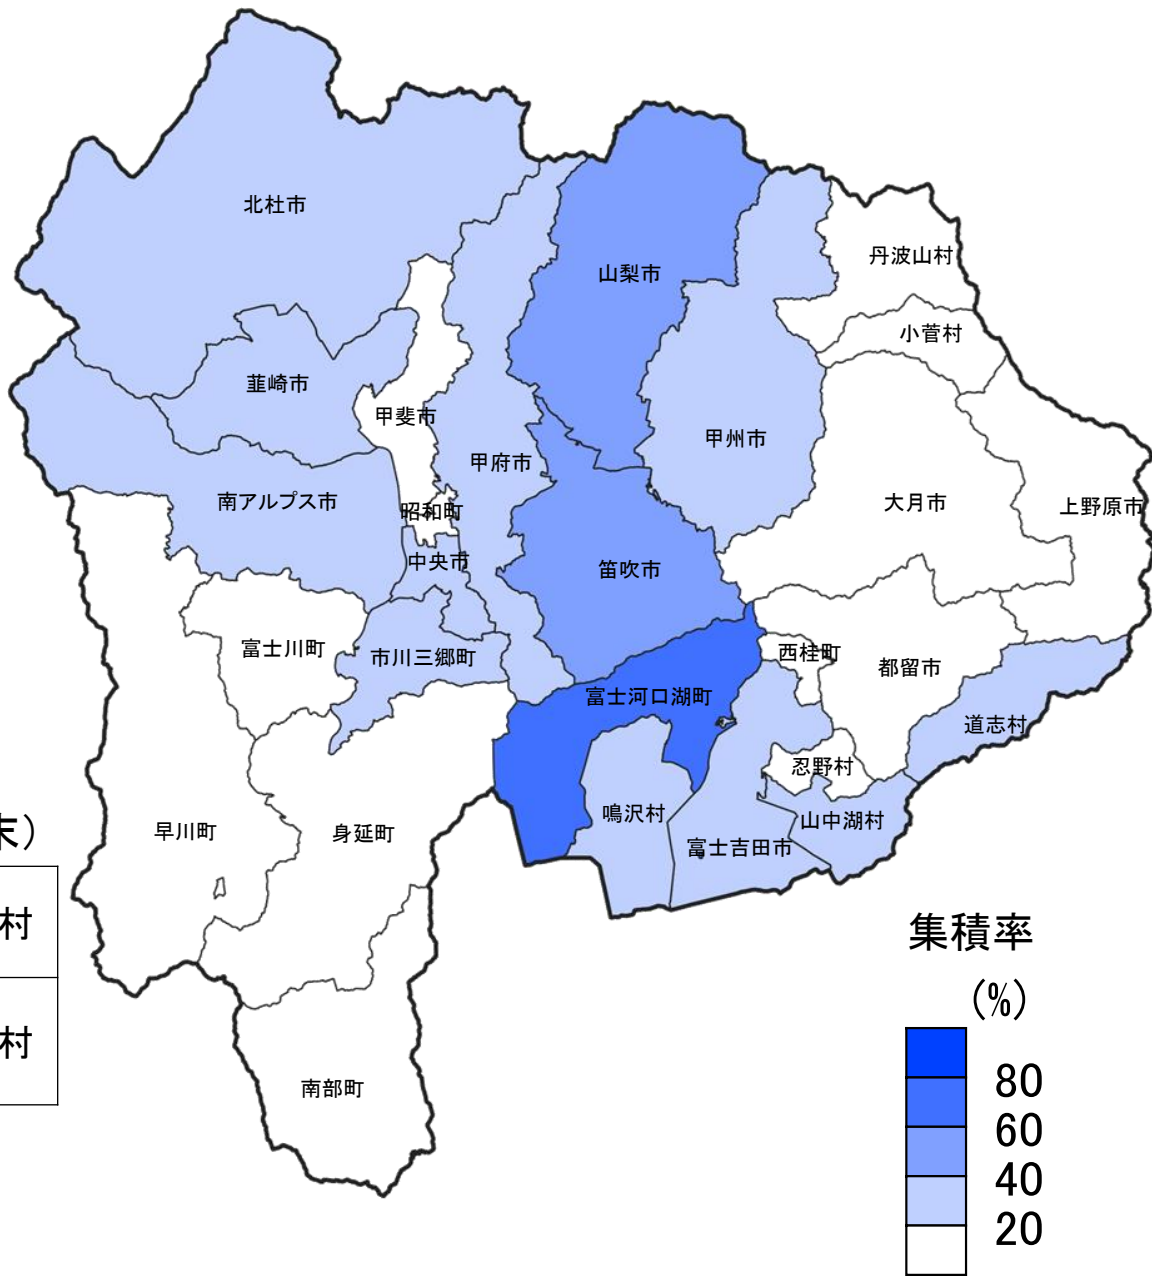 北杜市
山梨市
丹波山村
小菅村
韮崎市
甲斐市
甲州市
甲府市
南アルプス市
昭和町
大月市
上野原市
中央市
笛吹市
富士川町
市川三郷町
西桂町
都留市
富士河口湖町
道志村
忍野村
鳴沢村
山中湖村
早川町
身延町
富士吉田市
末)
村
村
南部町
集積率
(%)
80
60
40
20